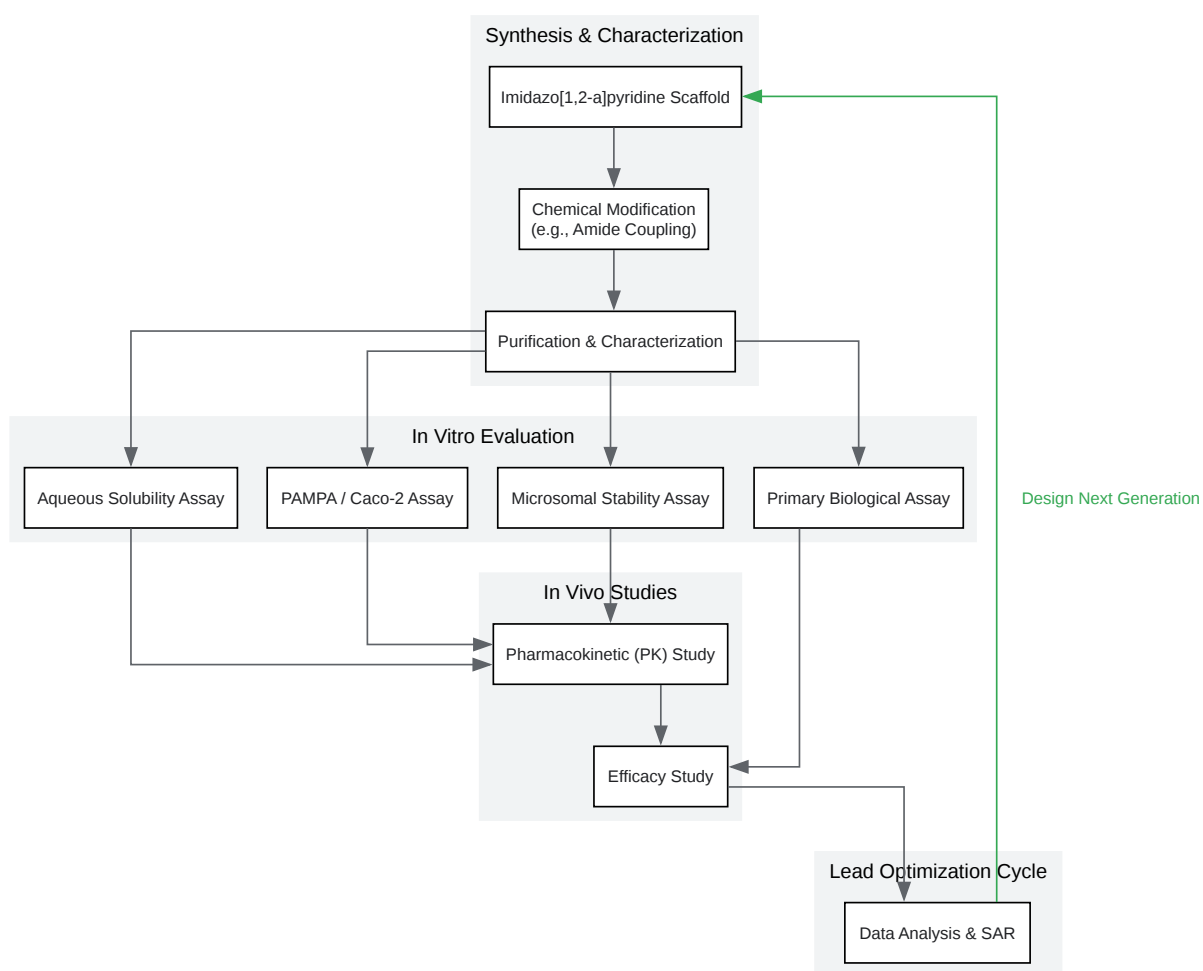 Synthesis & Characterization
Imidazo[1,2-a]pyridine Scaffold
Chemical Modification
(e.g., Amide Coupling)
Purification & Characterization
In Vitro Evaluation
Aqueous Solubility Assay
PAMPA / Caco-2 Assay
Microsomal Stability Assay
Primary Biological Assay
Design Next Generation
In Vivo Studies
Pharmacokinetic (PK) Study
Efficacy Study
Lead Optimization Cycle
Data Analysis & SAR